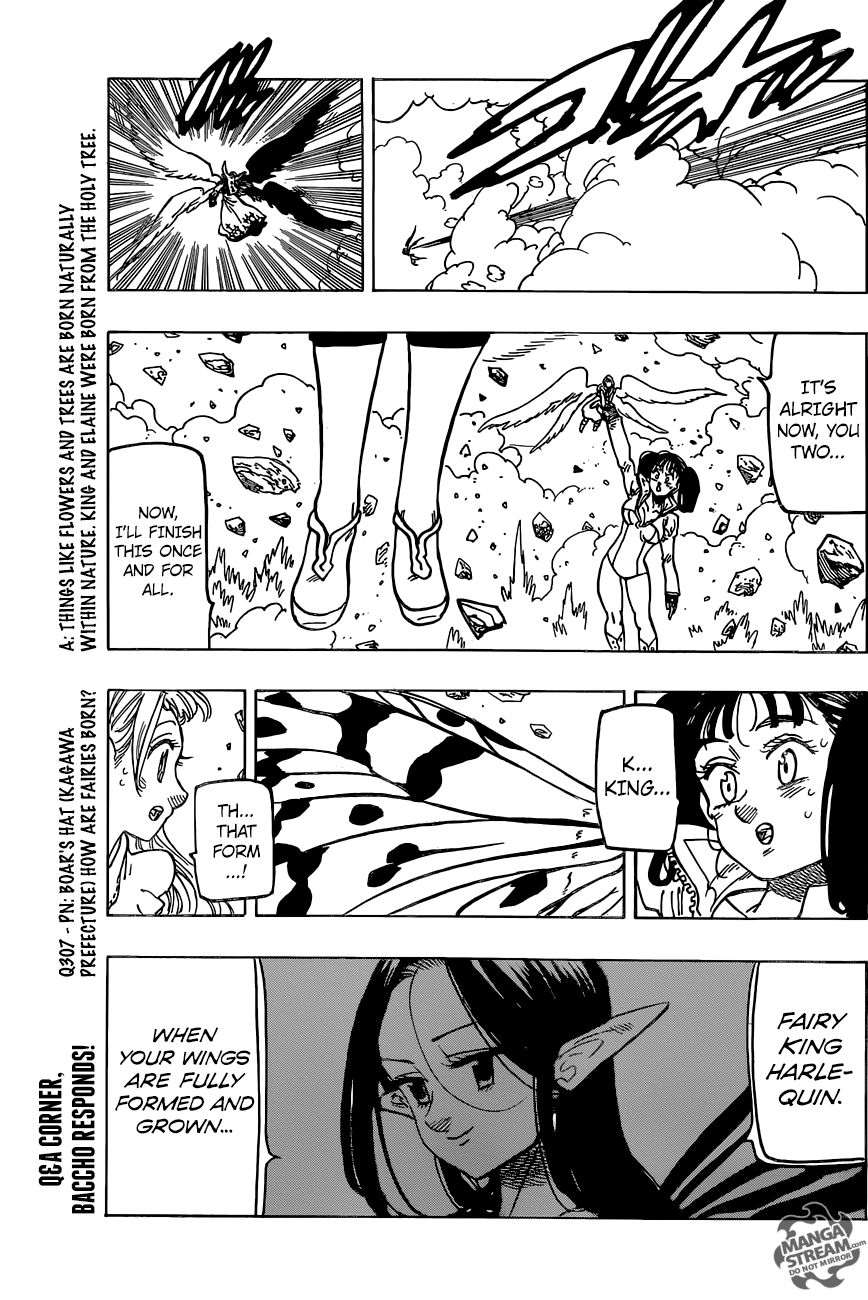 IT'S
ALRIGHT
NOW, YOU
TWO...
NOW,
I'LL FINISH
THIS ONCE
AND FOR
ALL.
K...
KING...
TH...
THAT
FORM
...!
FAIRY
KING
HARLE-
QUIN.
WHEN
YOUR WINGS
ARE FULLY
FORMED AND
GROWN...
Q&A CORNER,
BACCHO RESPONDS!
Q307 - PN: BOAR'S HAT (KAGAWA
PREFECTURE) HOW ARE FAIRIES BORN?
A: THINGS LIKE FLOWERS AND TREES ARE BORN NATURALLY
WITHIN NATURE. KING AND ELAINE WERE BORN FROM THE HOLY TREE.
MANGA
STREAM.com
DO NOT MIRROR